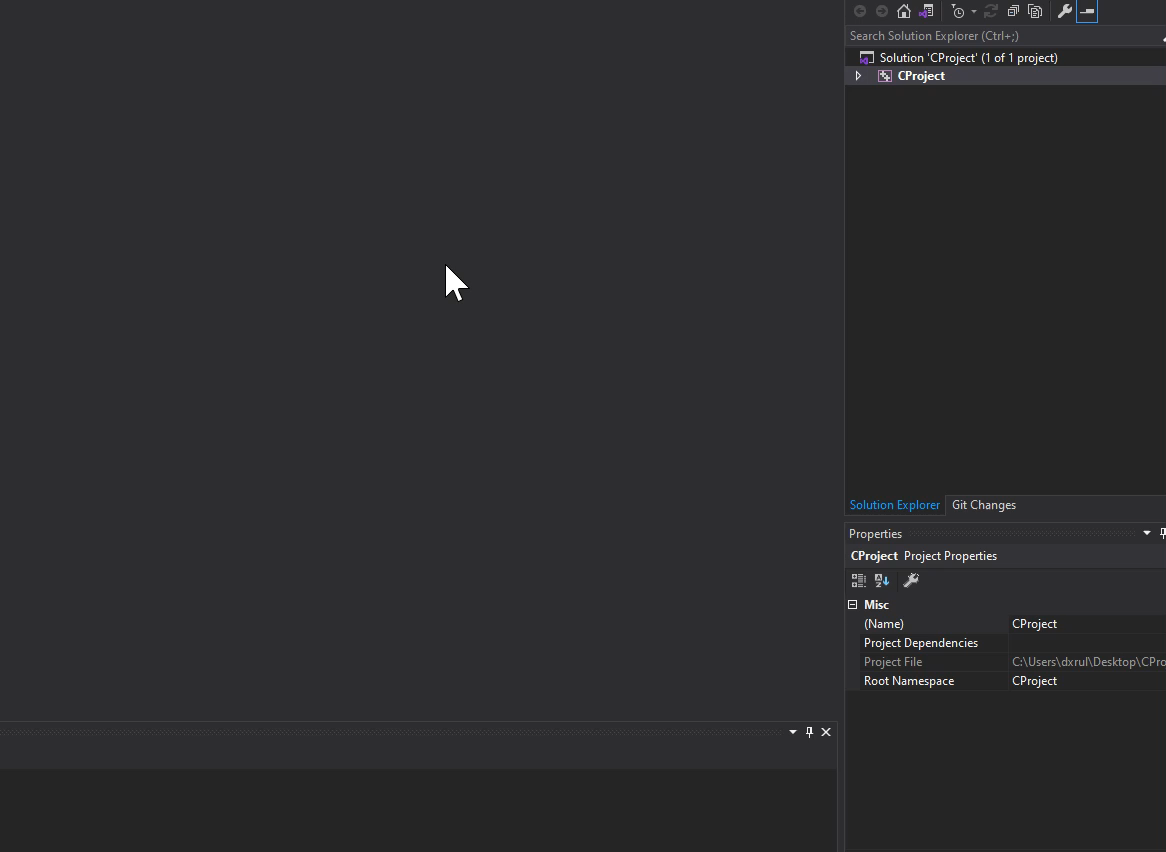 Search Solution Explorer (Ctrl+;)
Solution 'CProject' (1 of 1 project)
CProject
Solution Explorer
Git Changes
Properties
CProject Project Properties
Misc
(Name) CProject
Project Dependencies
Project File C:\Users\dxrul\Desktop\CPro
Root Namespace CProject